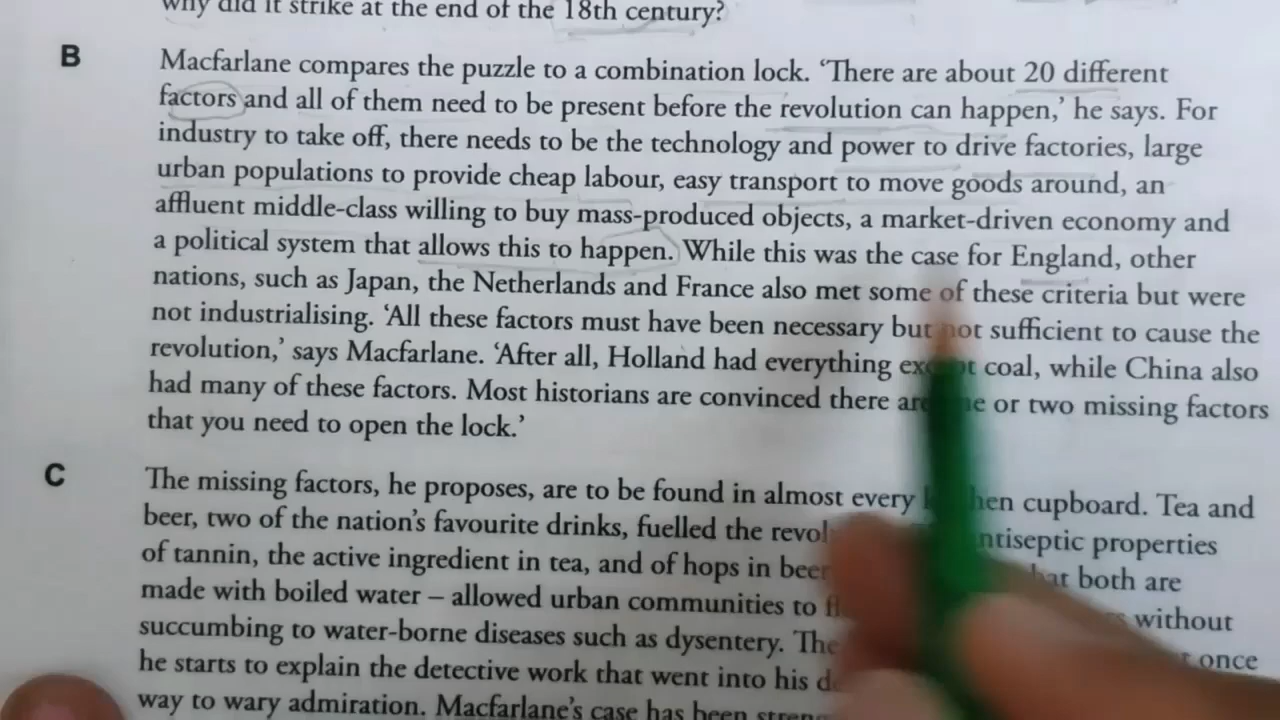 why did it strike at the end of the 18th century?
B
Macfarlane compares the puzzle to a combination lock. ‘There are about 20 different
factors and all of them need to be present before the revolution can happen,’ he says. For
industry to take off, there needs to be the technology and power to drive factories, large
urban populations to provide cheap labour, easy transport to move goods around, an
affluent middle-class willing to buy mass-produced objects, a market-driven economy and
a political system that allows this to happen. While this was the case for England, other
nations, such as Japan, the Netherlands and France also met some of these criteria but were
not industrialising. ‘All these factors must have been necessary but not sufficient to cause the
revolution,’ says Macfarlane. ‘After all, Holland had everything except coal, while China also
had many of these factors. Most historians are convinced there are or two missing factors
that you need to open the lock.’
C
The missing factors, he proposes, are to be found in almost every cupboard. Tea and
beer, two of the nation’s favourite drinks, fuelled the antiseptic properties
of tannin, the active ingredient in tea, and of hops in beer both are
made with boiled water – allowed urban communities to without
succumbing to water-borne diseases such as dysentery. once
he starts to explain the detective work that went into his
way to wary admiration. Macfarlane’s case has been